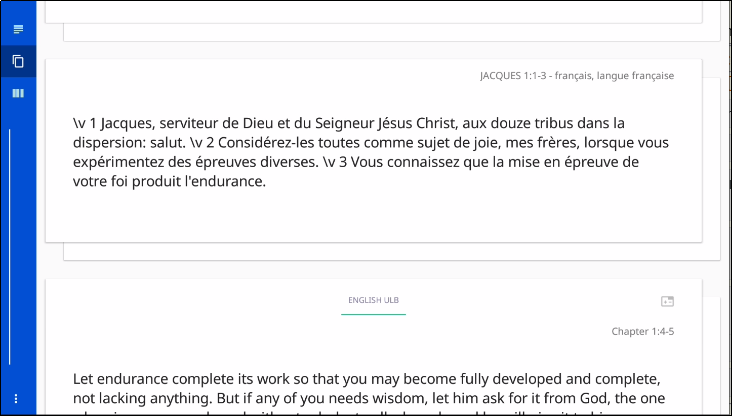 JACQUES 1:1-3 - français, langue française
\v 1 Jacques, serviteur de Dieu et du Seigneur Jésus Christ, aux douze tribus dans la
dispersion: salut. \v 2 Considérez-les toutes comme sujet de joie, mes frères, lorsque vous
expérimentez des épreuves diverses. \v 3 Vous connaissez que la mise en épreuve de
votre foi produit l'endurance.
ENGLISH ULB
Chapter 1:4-5
Let endurance complete its work so that you may become fully developed and complete,
not lacking anything. But if any of you needs wisdom, let him ask for it from God, the one